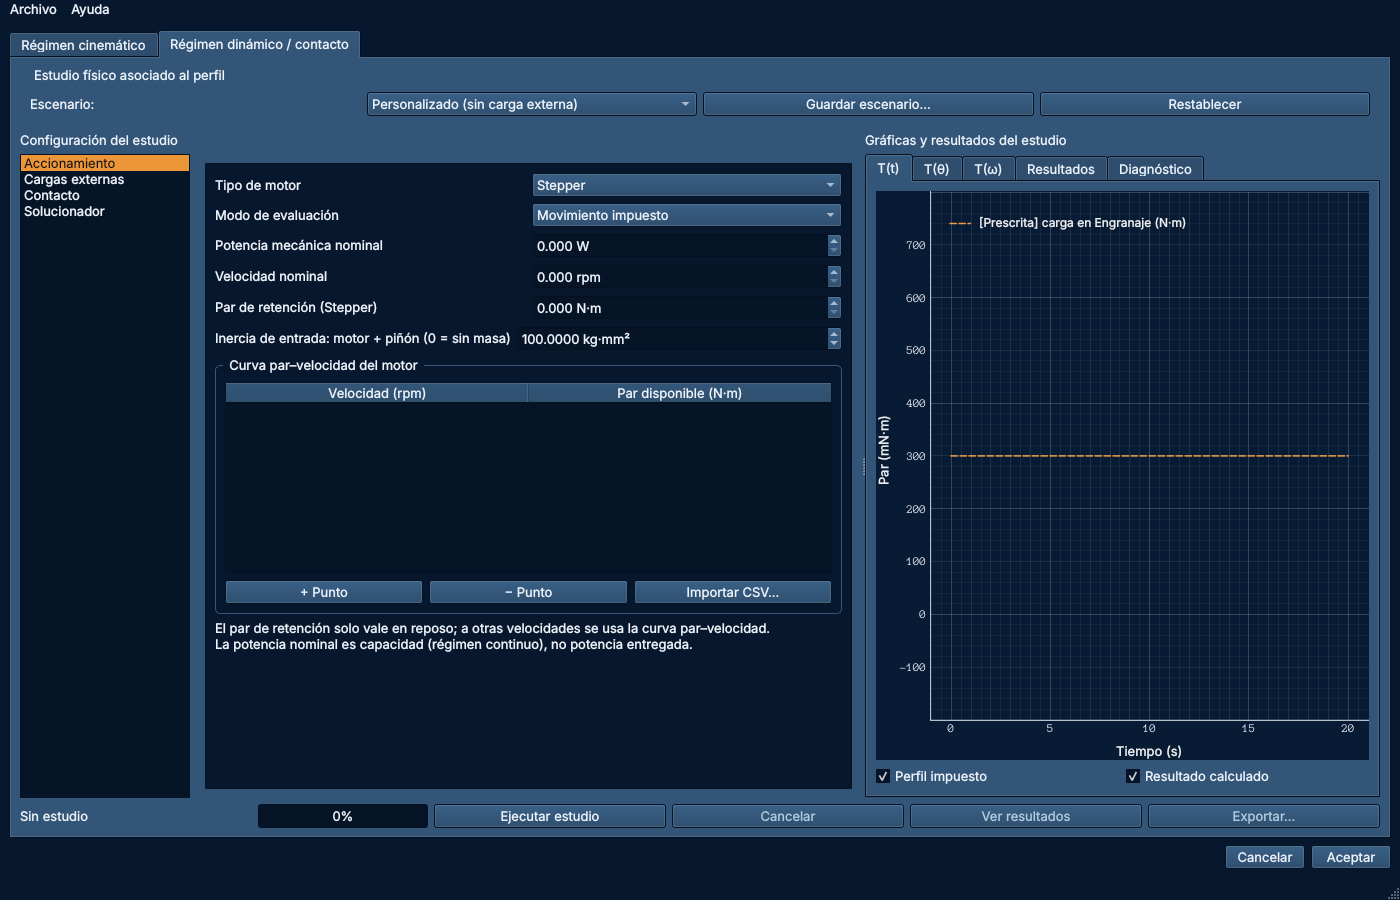 Archivo Ayuda
Régimen cinemático Régimen dinámico / contacto
Estudio físico asociado al perfil
Escenario: Personalizado (sin carga externa) Guardar escenario... Restablecer
Configuración del estudio
Accionamiento
Cargas externas
Contacto
Solucionador
Tipo de motor Stepper
Modo de evaluación Movimiento impuesto
Potencia mecánica nominal 0.000 W
Velocidad nominal 0.000 rpm
Par de retención (Stepper) 0.000 N·m
Inercia de entrada: motor + piñón (0 = sin masa) 100.0000 kg·mm²
Curva par–velocidad del motor
Velocidad (rpm) Par disponible (N·m)
+ Punto − Punto Importar CSV...
El par de retención solo vale en reposo; a otras velocidades se usa la curva par–velocidad.
La potencia nominal es capacidad (régimen continuo), no potencia entregada.
Gráficas y resultados del estudio
T(t) T(θ) T(ω) Resultados Diagnóstico
[Prescrita] carga en Engranaje (N·m)
700
600
500
400
300
200
100
0
−100
Par (mN·m)
0 5 10 15 20
Tiempo (s)
Perfil impuesto Resultado calculado
Sin estudio 0% Ejecutar estudio Cancelar Ver resultados Exportar...
Cancelar Aceptar